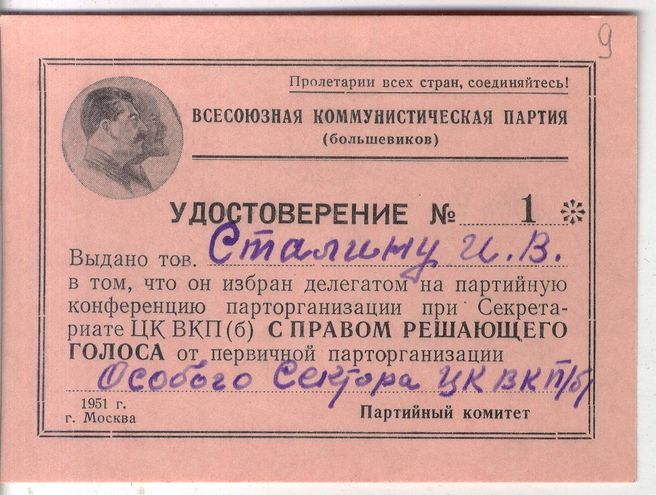 9
Пролетарии всех стран, соединяйтесь!
ВСЕСОЮЗНАЯ КОММУНИСТИЧЕСКАЯ ПАРТИЯ
(большевиков)
УДОСТОВЕРЕНИЕ № 1
Выдано тов. Сталину И. В.
в том, что он избран делегатом на партийную
конференцию парторганизации при Секрета-
риате ЦК ВКП(б) С ПРАВОМ РЕШАЮЩЕГО
ГОЛОСА от первичной парторганизации
Особого Сектора ЦК ВКП/б/
1951 г.
г. Москва
Партийный комитет